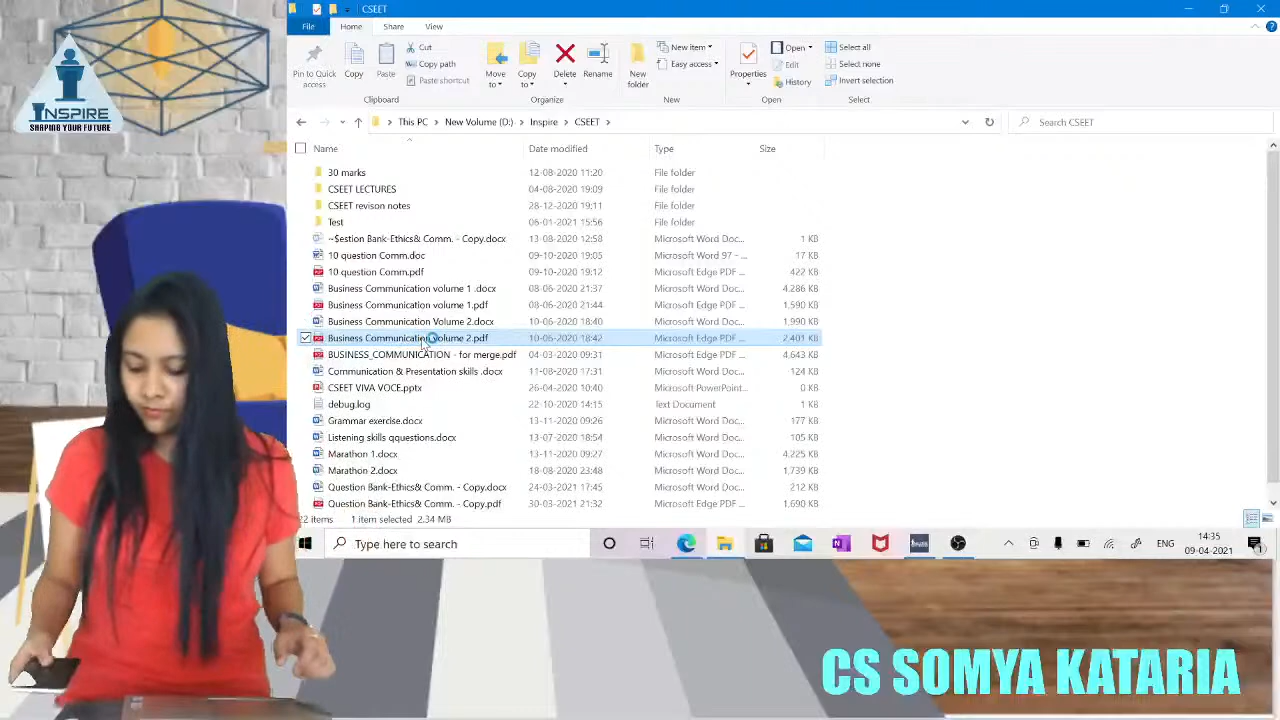 CSEET
File Home Share View
Pin to Quick access
Copy
Paste
Cut
Copy path
Paste shortcut
Clipboard
Move to
Copy to
Delete
Rename
Organize
New folder
New item
Easy access
New
Properties
Open
Edit
History
Open
Select all
Select none
Invert selection
Select
INSPIRE
SHAPING YOUR FUTURE
This PC > New Volume (D:) > Inspire > CSEET >
Search CSEET
Name Date modified Type Size
30 marks 12-08-2020 11:20 File folder
CSEET LECTURES 04-08-2020 19:09 File folder
CSEET revison notes 28-12-2020 19:11 File folder
Test 06-01-2021 15:56 File folder
~$estion Bank-Ethics& Comm. - Copy.docx 13-08-2020 12:58 Microsoft Word Doc... 1 KB
10 question Comm.doc 09-10-2020 19:05 Microsoft Word 97 - ... 17 KB
10 question Comm.pdf 09-10-2020 19:12 Microsoft Edge PDF ... 422 KB
Business Communication volume 1 .docx 08-06-2020 21:37 Microsoft Word Doc... 4,286 KB
Business Communication volume 1.pdf 08-06-2020 21:44 Microsoft Edge PDF ... 1,590 KB
Business Communication Volume 2.docx 10-06-2020 18:40 Microsoft Word Doc... 1,990 KB
Business Communication Volume 2.pdf 10-06-2020 18:42 Microsoft Edge PDF ... 2,401 KB
BUSINESS_COMMUNICATION - for merge.pdf 04-03-2020 09:31 Microsoft Edge PDF ... 4,643 KB
Communication & Presentation skills .docx 11-08-2020 17:31 Microsoft Word Doc... 124 KB
CSEET VIVA VOCE.pptx 26-04-2020 10:40 Microsoft PowerPoint... 0 KB
debug.log 22-10-2020 14:15 Text Document 1 KB
Grammar exercise.docx 13-11-2020 09:26 Microsoft Word Doc... 177 KB
Listening skills qquestions.docx 13-07-2020 18:54 Microsoft Word Doc... 105 KB
Marathon 1.docx 13-11-2020 09:27 Microsoft Word Doc... 4,225 KB
Marathon 2.docx 18-08-2020 23:48 Microsoft Word Doc... 1,739 KB
Question Bank-Ethics& Comm. - Copy.docx 24-03-2021 17:45 Microsoft Word Doc... 212 KB
Question Bank-Ethics& Comm. - Copy.pdf 30-03-2021 21:32 Microsoft Edge PDF ... 1,690 KB
22 items 1 item selected 2.34 MB
Type here to search
ENG
14:35
09-04-2021
CS SOMYA KATARIA